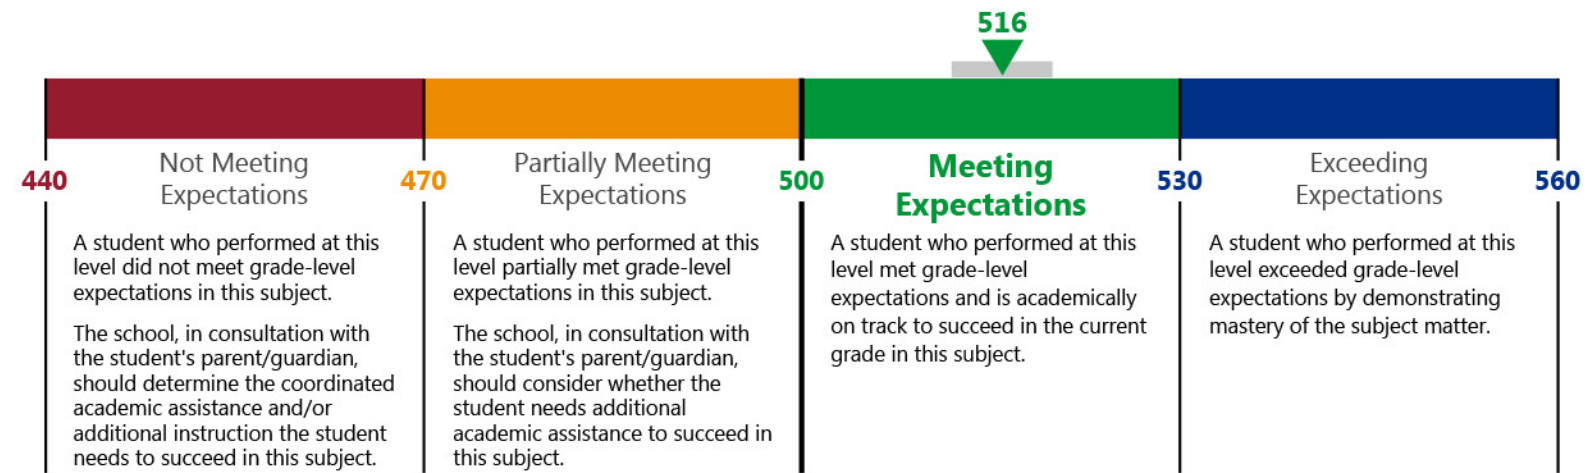 516
440
Not Meeting
Expectations
470
Partially Meeting
Expectations
500
Meeting
Expectations
530
Exceeding
Expectations
560
A student who performed at this
level did not meet grade-level
expectations in this subject.
The school, in consultation with
the student's parent/guardian,
should determine the coordinated
academic assistance and/or
additional instruction the student
needs to succeed in this subject.
A student who performed at this
level partially met grade-level
expectations in this subject.
The school, in consultation with
the student's parent/guardian,
should consider whether the
student needs additional
academic assistance to succeed in
this subject.
A student who performed at this
level met grade-level
expectations and is academically
on track to succeed in the current
grade in this subject.
A student who performed at this
level exceeded grade-level
expectations by demonstrating
mastery of the subject matter.